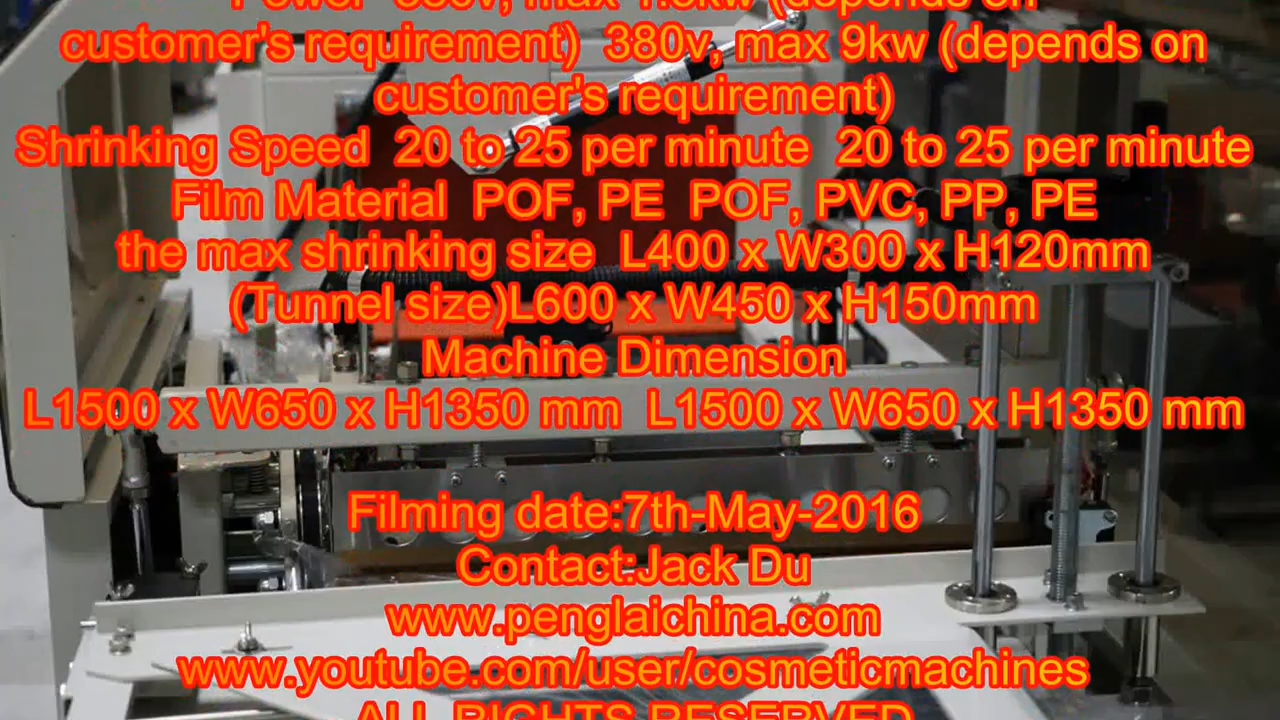 customer's requirement)  380v, max 9kw (depends on
customer's requirement)
Shrinking Speed  20 to 25 per minute  20 to 25 per minute
Film Material  POF, PE  POF, PVC, PP, PE
the max shrinking size  L400 x W300 x H120mm
(Tunnel size)L600 x W450 x H150mm
Machine Dimension
L1500 x W650 x H1350 mm  L1500 x W650 x H1350 mm
Filming date:7th-May-2016
Contact:Jack Du
www.penglaichina.com
www.youtube.com/user/cosmeticmachines
ALL RIGHTS RESERVED